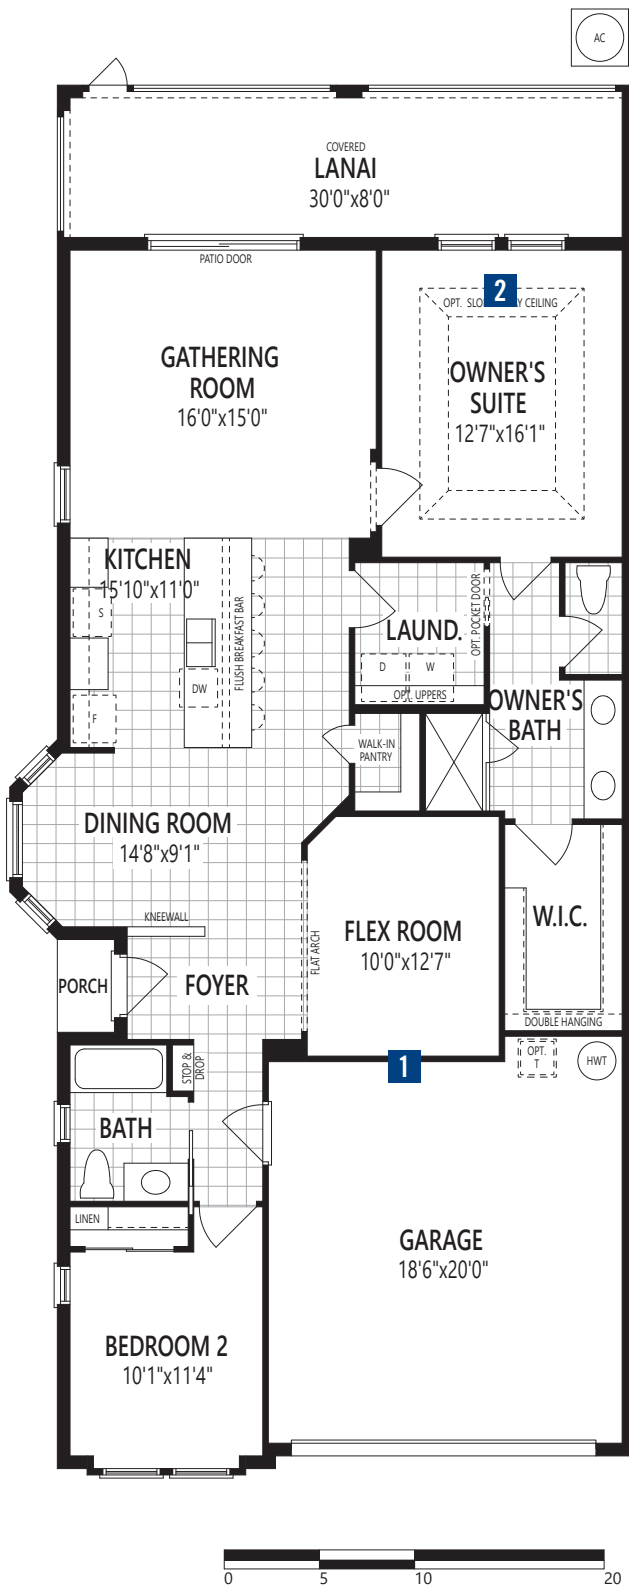 AC
COVERED
LANAI
30'0"x8'0"
PATIO DOOR
2
OPT. SLO Y CEILING
GATHERING
ROOM
16'0"x15'0"
OWNER'S
SUITE
12'7"x16'1"
KITCHEN
15'10"x11'0"
S
FLUSH BREAKFAST BAR
DW
F
LAUND.
OPT. POCKET DOOR
D
W
OPT. UPPERS
OWNER'S
BATH
WALK-IN
PANTRY
DINING ROOM
14'8"x9'1"
KNEEWALL
FLAT ARCH
FLEX ROOM
10'0"x12'7"
W.I.C.
DOUBLE HANGING
PORCH
FOYER
STOP &
DROP
1
OPT.
T
HWT
BATH
LINEN
GARAGE
18'6"x20'0"
BEDROOM 2
10'1"x11'4"
0 5 10 20